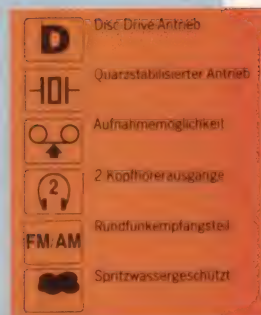 D Disc Drive Antrieb
Quarzstabilisierter Antrieb
Aufnahmemöglichkeit
2 2 Kopfhörerausgänge
FM/AM Rundfunkempfangsteil
Spritzwassergeschützt